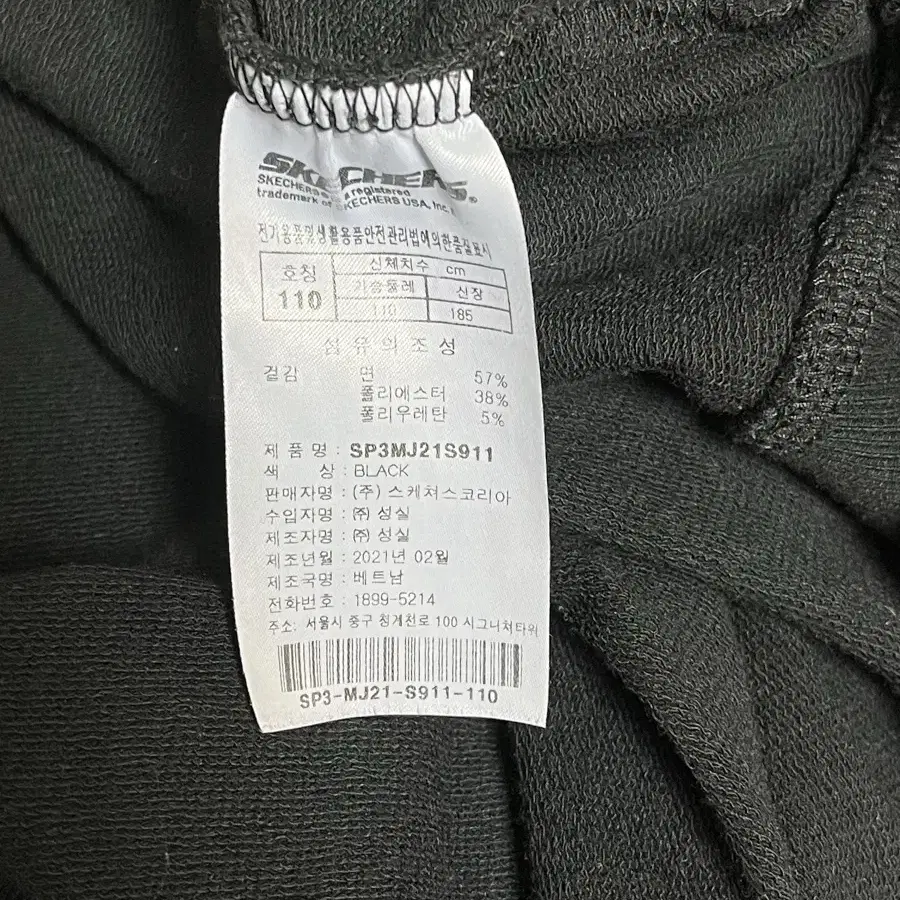 SKECHERS®
SKECHERS is a registered
trademark of SKECHERS USA, Inc.
전기용품및생활용품안전관리법에의한품질표시
호칭 신체치수 cm
110 가슴둘레 신장
110 185
섬유의조성
겉감 면 57%
폴리에스터 38%
폴리우레탄 5%
제품명 : SP3MJ21S911
색 상 : BLACK
판매자명 : (주) 스케쳐스코리아
수입자명 : ㈜ 성실
제조자명 : ㈜ 성실
제조년월 : 2021년 02월
제조국명 : 베트남
전화번호 : 1899-5214
주소: 서울시 중구 청계천로 100 시그니쳐타워
SP3-MJ21-S911-110